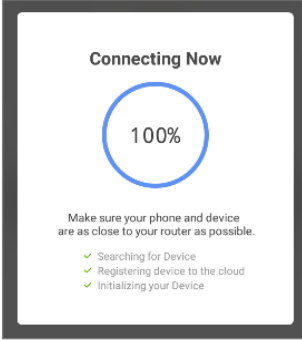 Connecting Now
100%
Make sure your phone and device
are as close to your router as possible.
Searching for Device
Registering device to the cloud
Initializing your Device